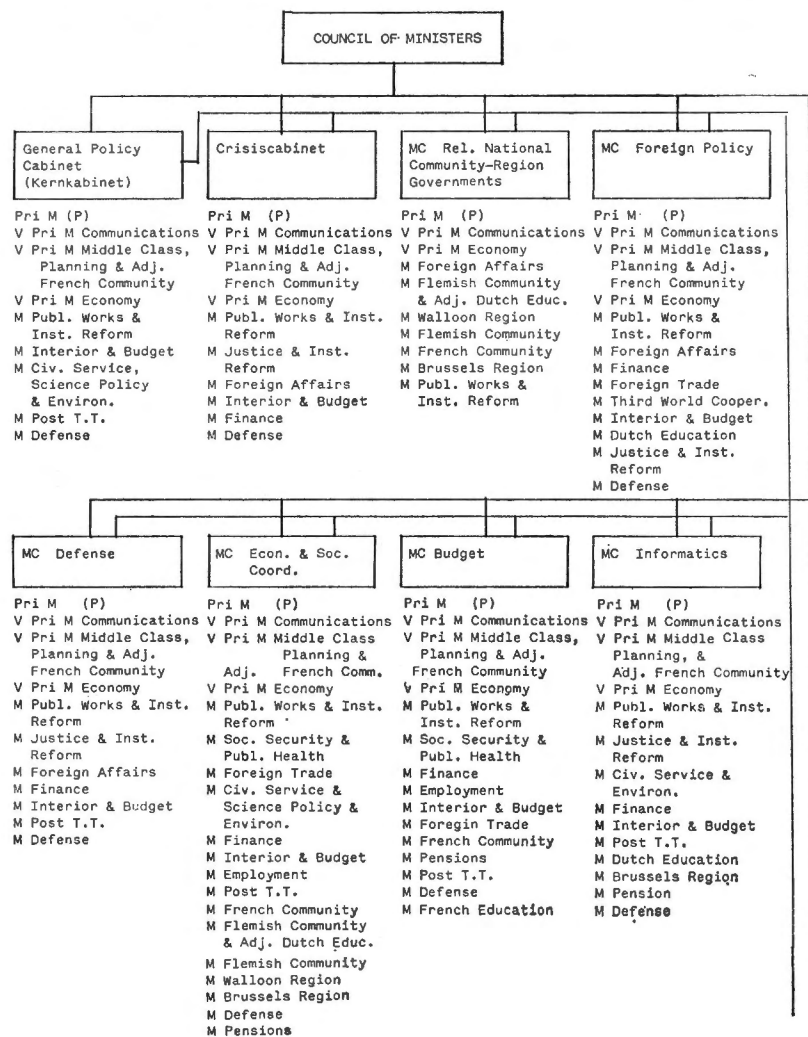 COUNCIL OF MINISTERS
General Policy
Cabinet
(Kernkabinet)
Pri M (P)
V Pri M Communications
V Pri M Middle Class,
Planning & Adj.
French Community
V Pri M Economy
M Publ. Works &
Inst. Reform
M Interior & Budget
M Civ. Service,
Science Policy
& Environ.
M Post T.T.
M Defense
Crisiscabinet
Pri M (P)
V Pri M Communications
V Pri M Middle Class,
Planning & Adj.
French Community
V Pri M Economy
M Publ. Works & Inst.
Reform
M Justice & Inst.
Reform
M Foreign Affairs
M Interior & Budget
M Finance
M Defense
MC Rel. National
Community-Region
Governments
Pri M (P)
V Pri M Communications
V Pri M Economy
M Foreign Affairs
M Flemish Community
& Adj. Dutch Educ.
M Walloon Region
M Flemish Community
M French Community
M Brussels Region
M Publ. Works &
Inst. Reform
MC Foreign Policy
Pri M (P)
V Pri M Communications
V Pri M Middle Class,
Planning & Adj.
French Community
V Pri M Economy
M Publ. Works &
Inst. Reform
M Foreign Affairs
M Finance
M Foreign Trade
M Third World Cooper.
M Interior & Budget
M Dutch Education
M Justice & Inst.
Reform
M Defense
MC Defense
Pri M (P)
V Pri M Communications
V Pri M Middle Class,
Planning & Adj.
French Community
V Pri M Economy
M Publ. Works & Inst.
Reform
M Justice & Inst.
Reform
M Foreign Affairs
M Finance
M Interior & Budget
M Post T.T.
M Defense
MC Econ. & Soc.
Coord.
Pri M (P)
V Pri M Communications
V Pri M Middle Class
Planning &
Adj. French Comm.
V Pri M Economy
M Publ. Works & Inst.
Reform
M Soc. Security &
Publ. Health
M Foreign Trade
M Civ. Service &
Science Policy &
Environ.
M Finance
M Interior & Budget
M Employment
M Post T.T.
M French Community
M Flemish Community
& Adj. Dutch Educ.
M Flemish Community
M Walloon Region
M Brussels Region
M Defense
M Pensions
MC Budget
Pri M (P)
V Pri M Communications
V Pri M Middle Class,
Planning & Adj.
French Community
V Pri M Economy
M Publ. Works &
Inst. Reform
M Soc. Security &
Publ. Health
M Finance
M Employment
M Interior & Budget
M Foregin Trade
M French Community
M Pensions
M Post T.T.
M Defense
M French Education
MC Informatics
Pri M (P)
V Pri M Communications
V Pri M Middle Class
Planning, &
Adj. French Community
V Pri M Economy
M Publ. Works & Inst.
Reform
M Justice & Inst.
Reform
M Civ. Service &
Environ.
M Finance
M Interior & Budget
M Post T.T.
M Dutch Education
M Brussels Region
M Pension
M Defense